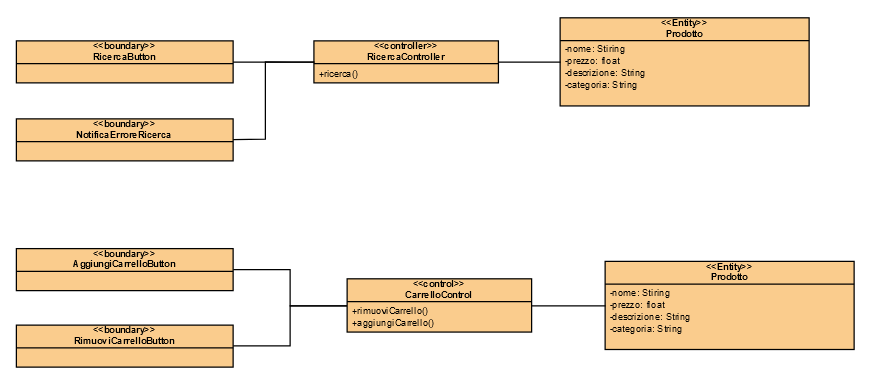 <<boundary>>
RicercaButton
<<boundary>>
NotificaErroreRicerca
<<controller>>
RicercaController
+ricerca()
<<Entity>>
Prodotto
-nome: Stiring
-prezzo: float
-descrizione: String
-categoria: String
<<boundary>>
AggiungiCarrelloButton
<<boundary>>
RimuoviCarrelloButton
<<control>>
CarrelloControl
+rimuoviCarrello()
+aggiungiCarrello()
<<Entity>>
Prodotto
-nome: Stiring
-prezzo: float
-descrizione: String
-categoria: String